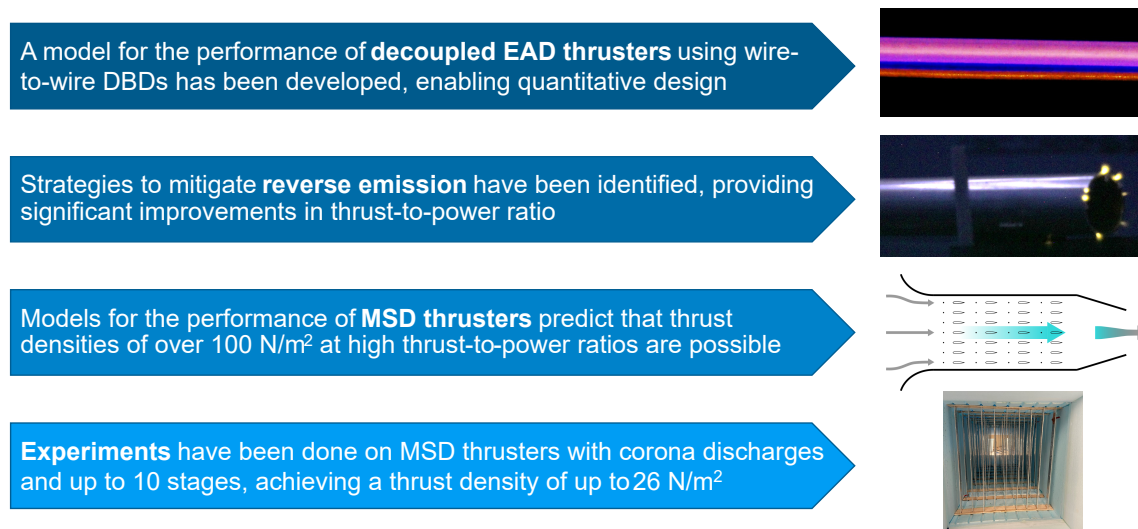 A model for the performance of decoupled EAD thrusters using wire-
to-wire DBDs has been developed, enabling quantitative design
Strategies to mitigate reverse emission have been identified, providing
significant improvements in thrust-to-power ratio
Models for the performance of MSD thrusters predict that thrust
densities of over 100 N/m² at high thrust-to-power ratios are possible
Experiments have been done on MSD thrusters with corona discharges
and up to 10 stages, achieving a thrust density of up to 26 N/m²